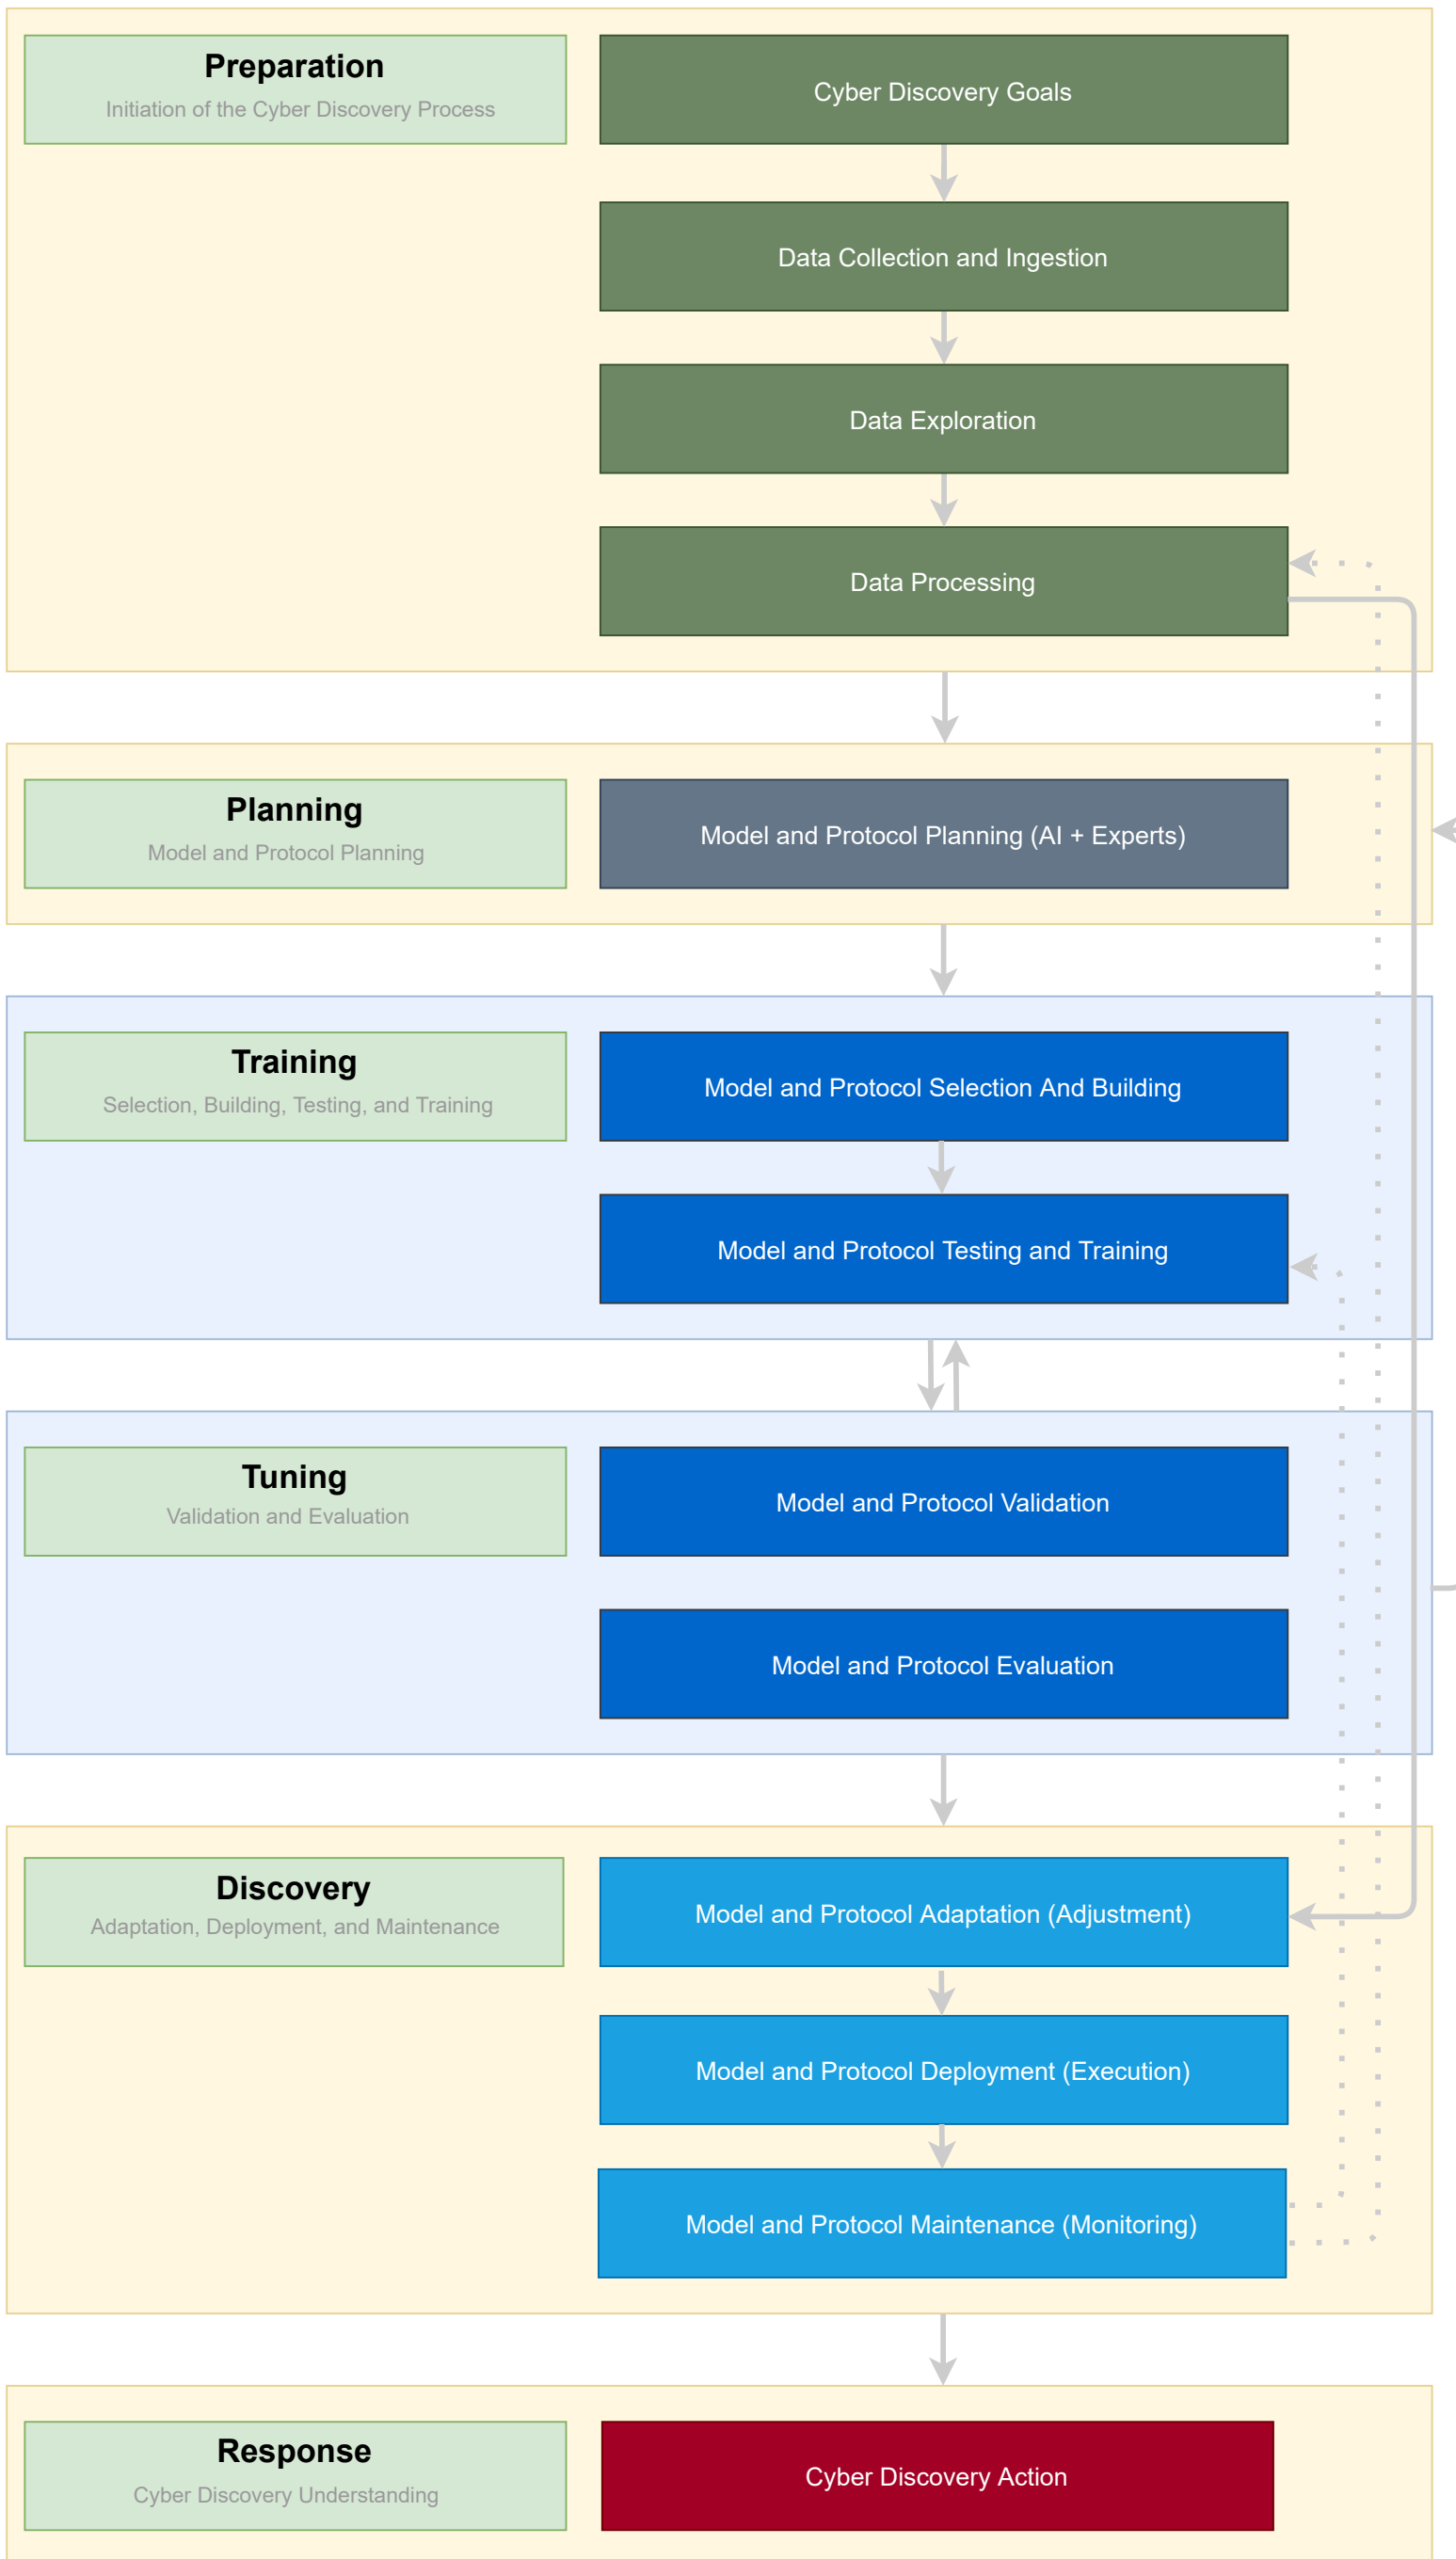 Preparation
Initiation of the Cyber Discovery Process
Cyber Discovery Goals
Data Collection and Ingestion
Data Exploration
Data Processing
Planning
Model and Protocol Planning
Model and Protocol Planning (AI + Experts)
Training
Selection, Building, Testing, and Training
Model and Protocol Selection And Building
Model and Protocol Testing and Training
Tuning
Validation and Evaluation
Model and Protocol Validation
Model and Protocol Evaluation
Discovery
Adaptation, Deployment, and Maintenance
Model and Protocol Adaptation (Adjustment)
Model and Protocol Deployment (Execution)
Model and Protocol Maintenance (Monitoring)
Response
Cyber Discovery Understanding
Cyber Discovery Action